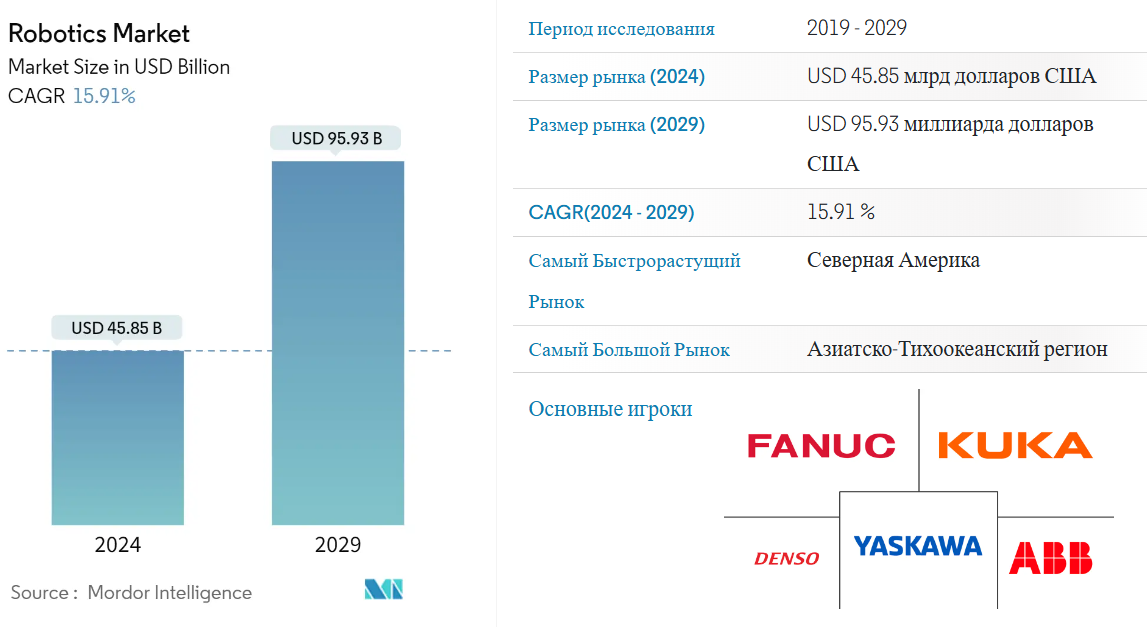 Robotics Market
Market Size in USD Billion
CAGR 15.91%
USD 95.93 B
USD 45.85 B
2024
2029
Source : Mordor Intelligence
Период исследования
2019 - 2029
Размер рынка (2024)
USD 45.85 млрд долларов США
Размер рынка (2029)
USD 95.93 миллиарда долларов
США
CAGR(2024 - 2029)
15.91 %
Самый Быстрорастущий
Рынок
Северная Америка
Самый Большой Рынок
Азиатско-Тихоокеанский регион
Основные игроки
FANUC
KUKA
DENSO
YASKAWA
ABB